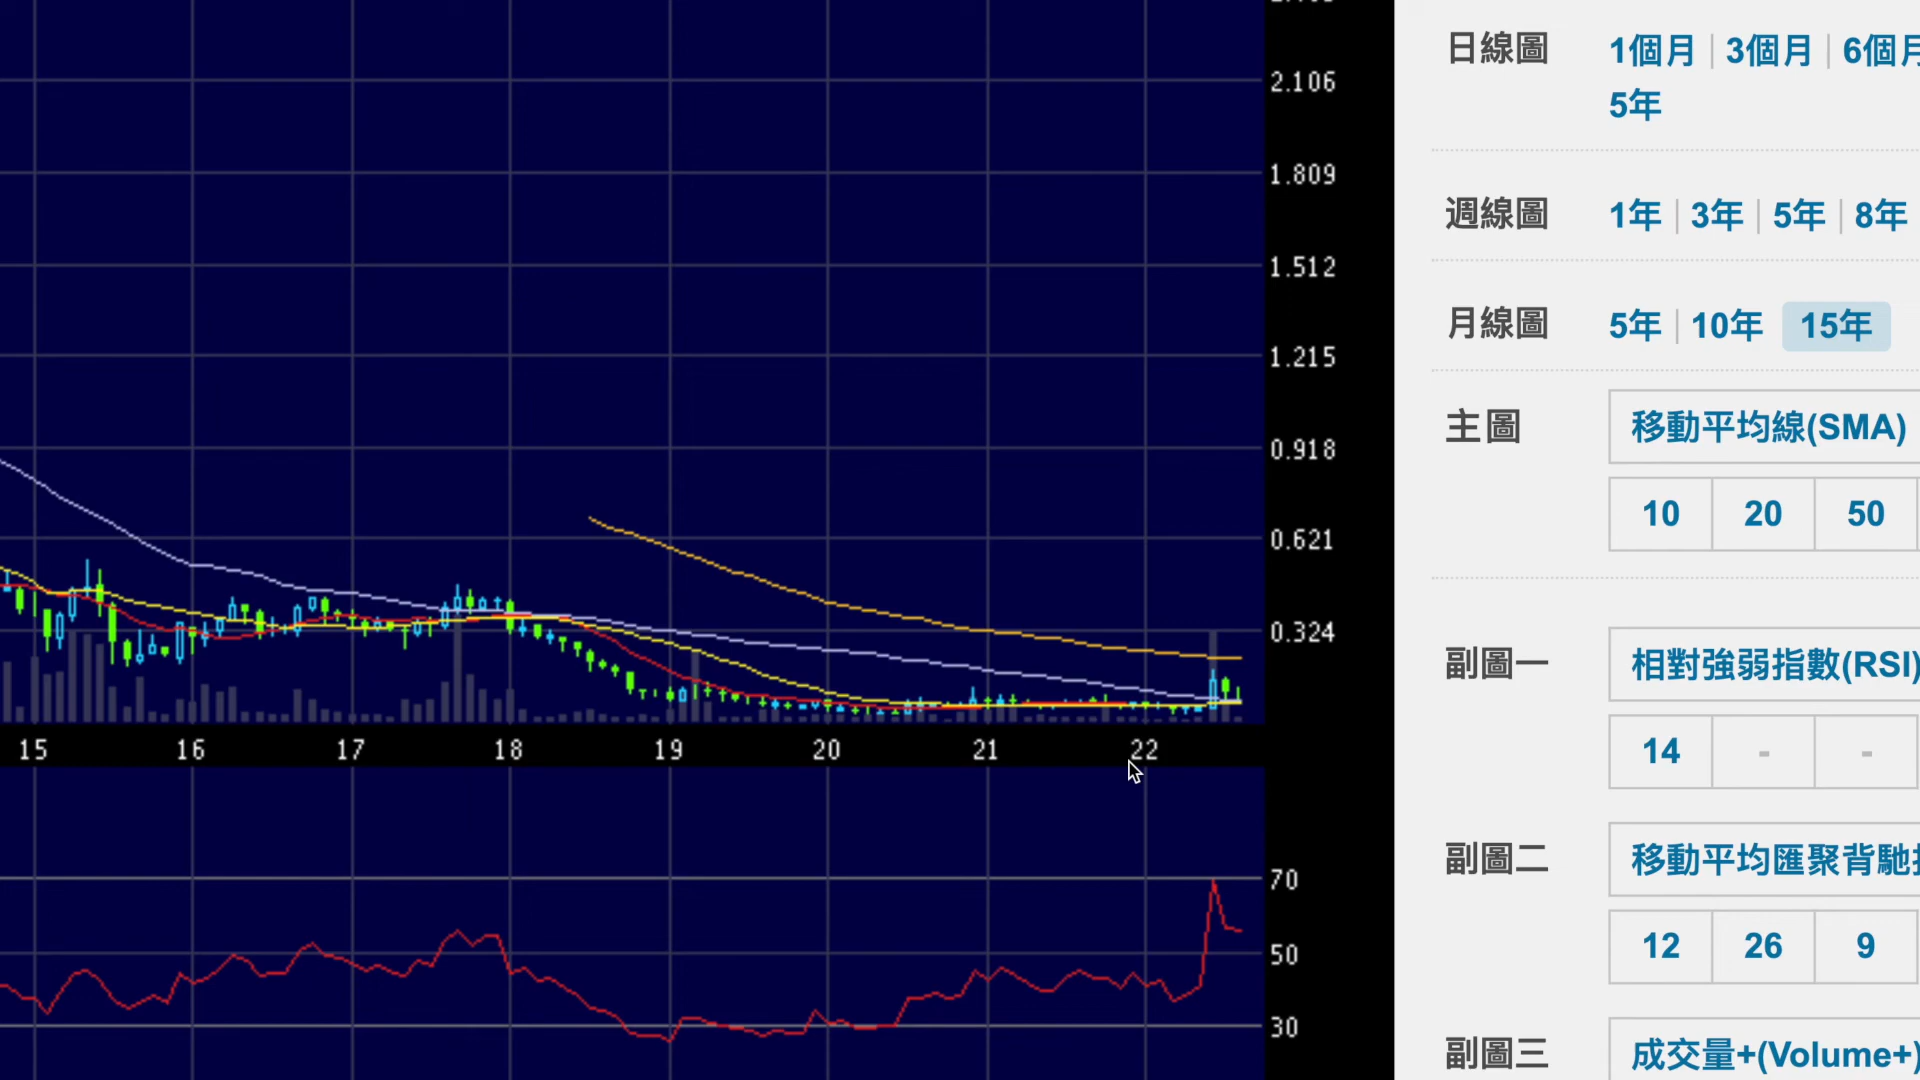 2.106
1.809
1.512
1.215
0.918
0.621
0.324
15 16 17 18 19 20 21 22
70
50
30
日線圖 1個月 | 3個月 | 6個月
5年
週線圖 1年 | 3年 | 5年 | 8年
月線圖 5年 | 10年 15年
主圖 移動平均線(SMA)
10 20 50
副圖一 相對強弱指數(RSI)
14 - -
副圖二 移動平均匯聚背馳
12 26 9
副圖三 成交量+(Volume+)